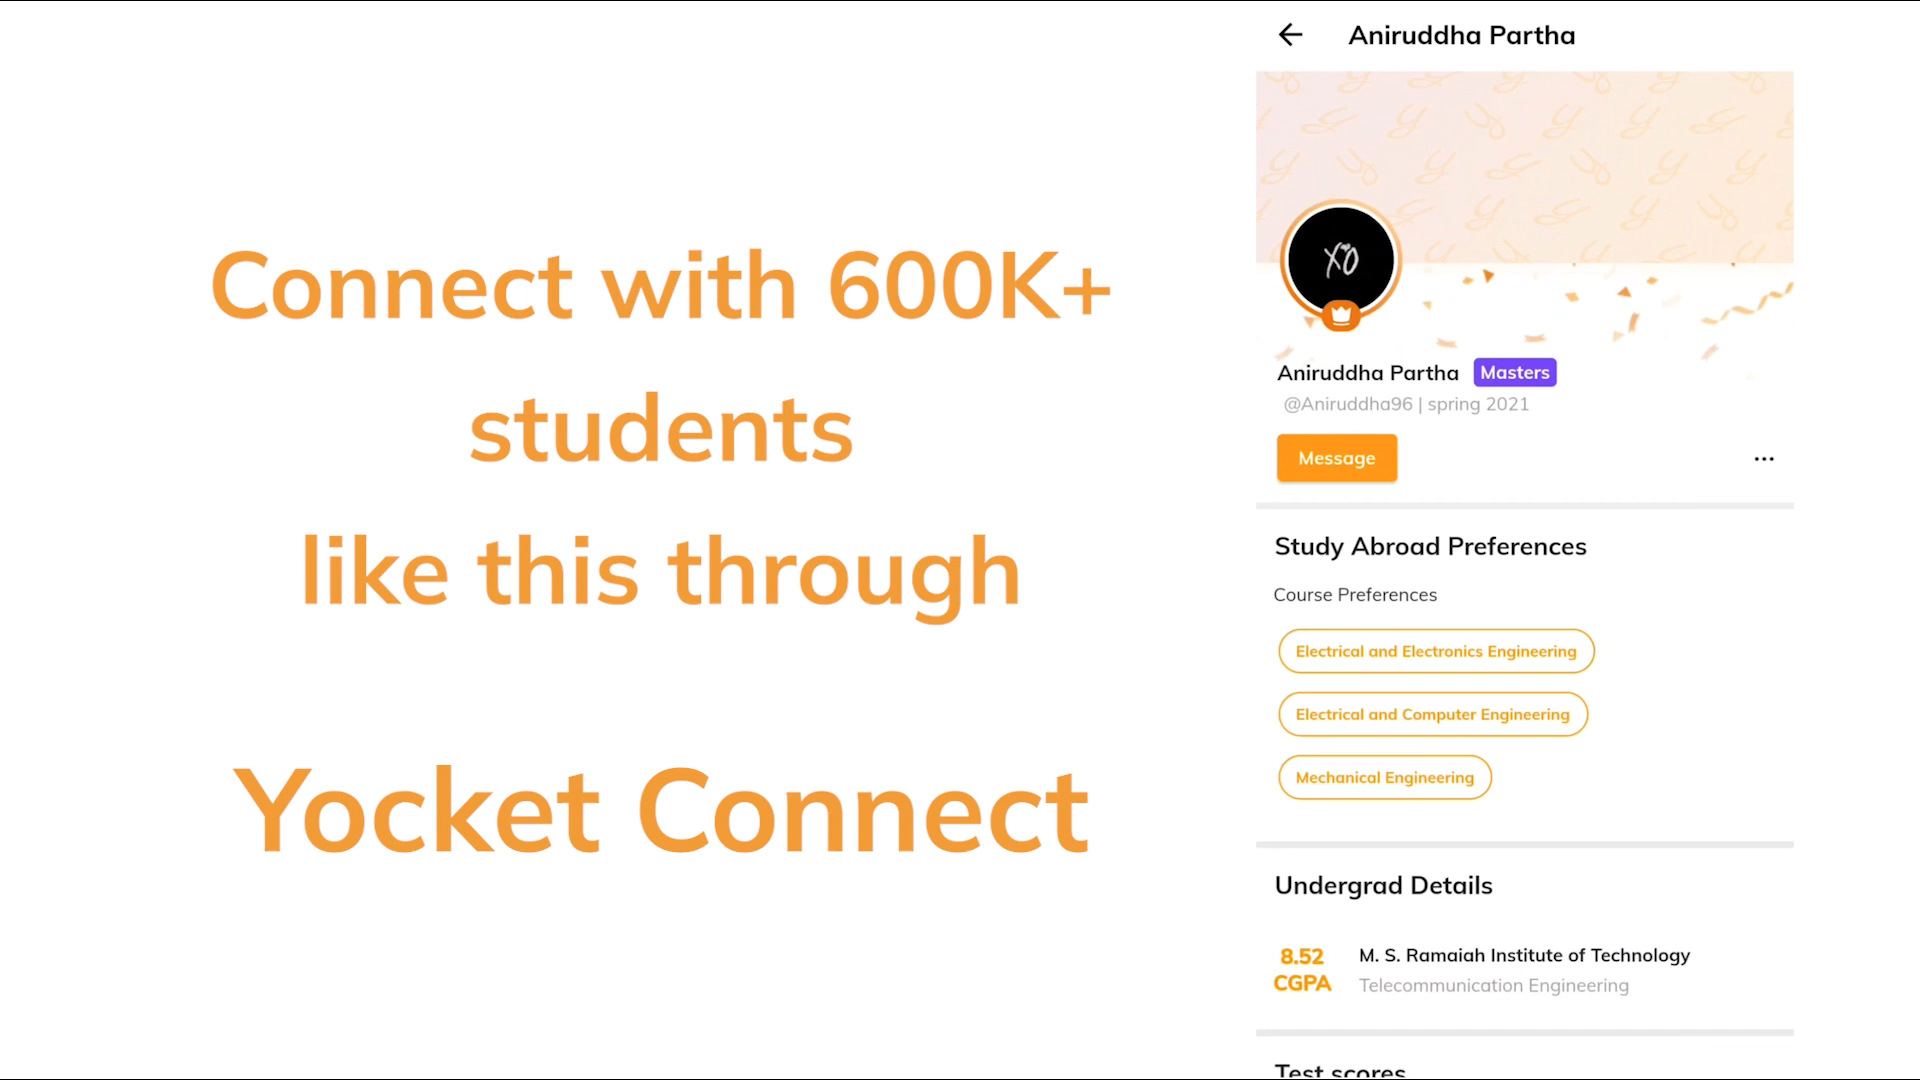 Connect with 600K+
students
like this through
Yocket Connect
Aniruddha Partha
XO
Aniruddha Partha Masters
@Aniruddha96 | spring 2021
Message
Study Abroad Preferences
Course Preferences
Electrical and Electronics Engineering
Electrical and Computer Engineering
Mechanical Engineering
Undergrad Details
8.52 M. S. Ramaiah Institute of Technology
CGPA Telecommunication Engineering
Test scores